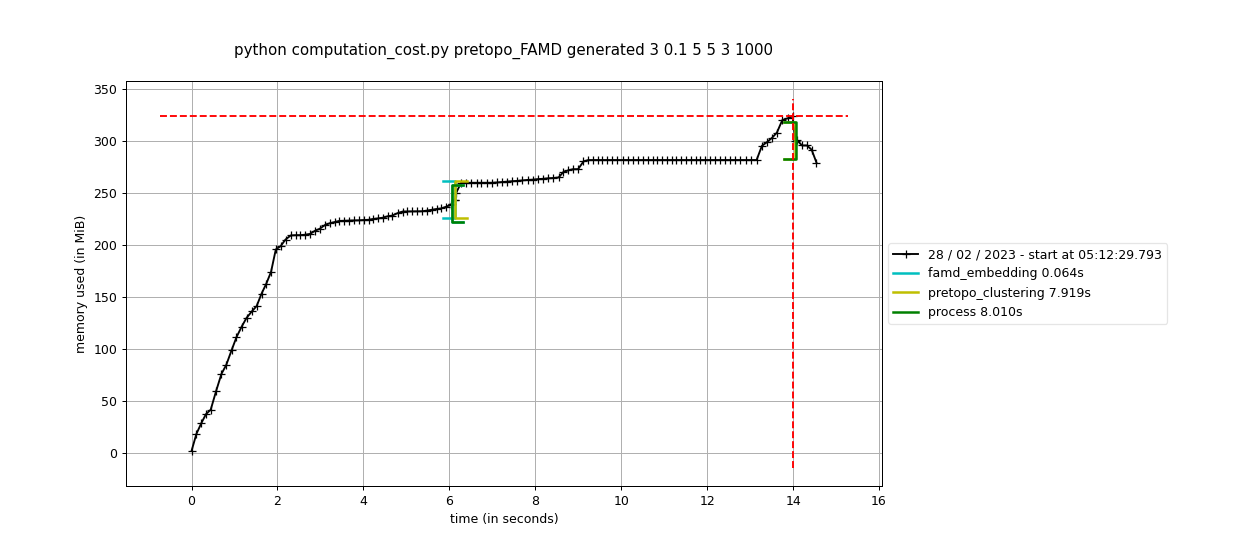 python computation_cost.py pretopo_FAMD generated 3 0.1 5 5 3 1000
350
300
250
200
150
100
50
0
memory used (in MiB)
0 2 4 6 8 10 12 14 16
time (in seconds)
28 / 02 / 2023 - start at 05:12:29.793
famd_embedding 0.064s
pretopo_clustering 7.919s
process 8.010s